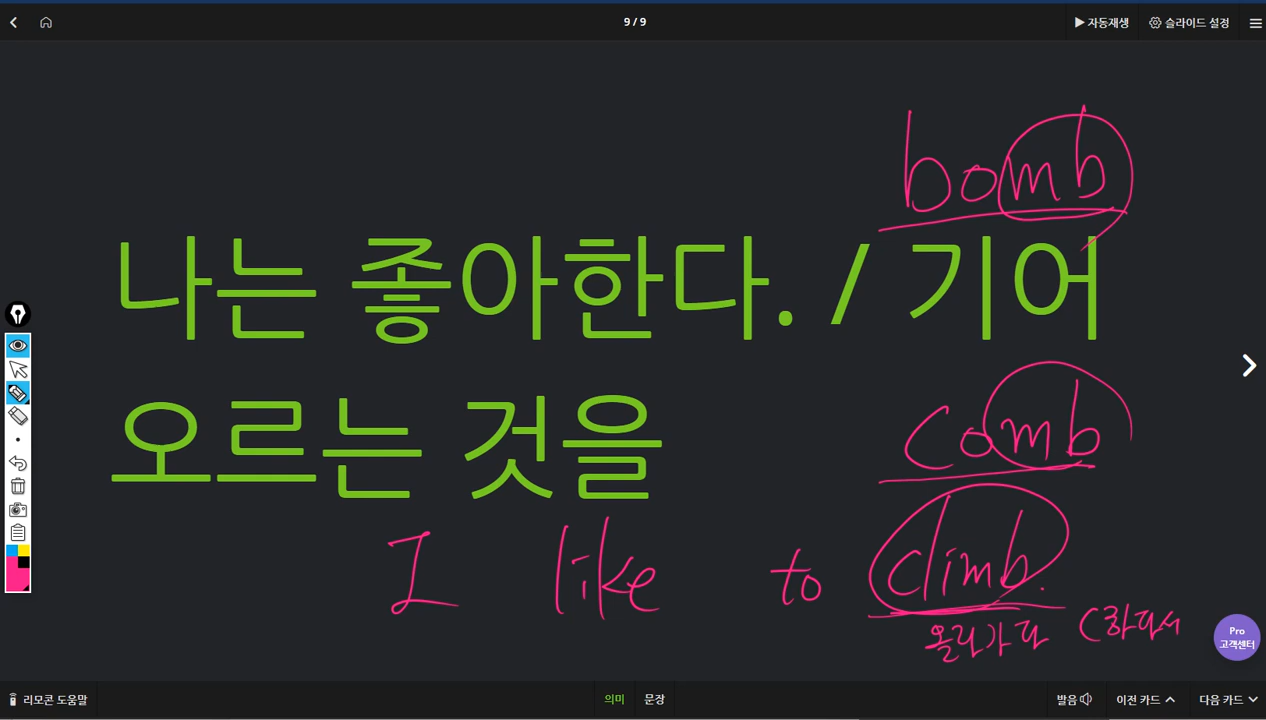 9 / 9
자동재생
슬라이드 설정
bomb
나는 좋아한다. / 기어
오르는 것을
comb
I like to climb.
올라가다
Pro
고객센터
리모콘 도움말
의미
문장
발음
이전 카드
다음 카드